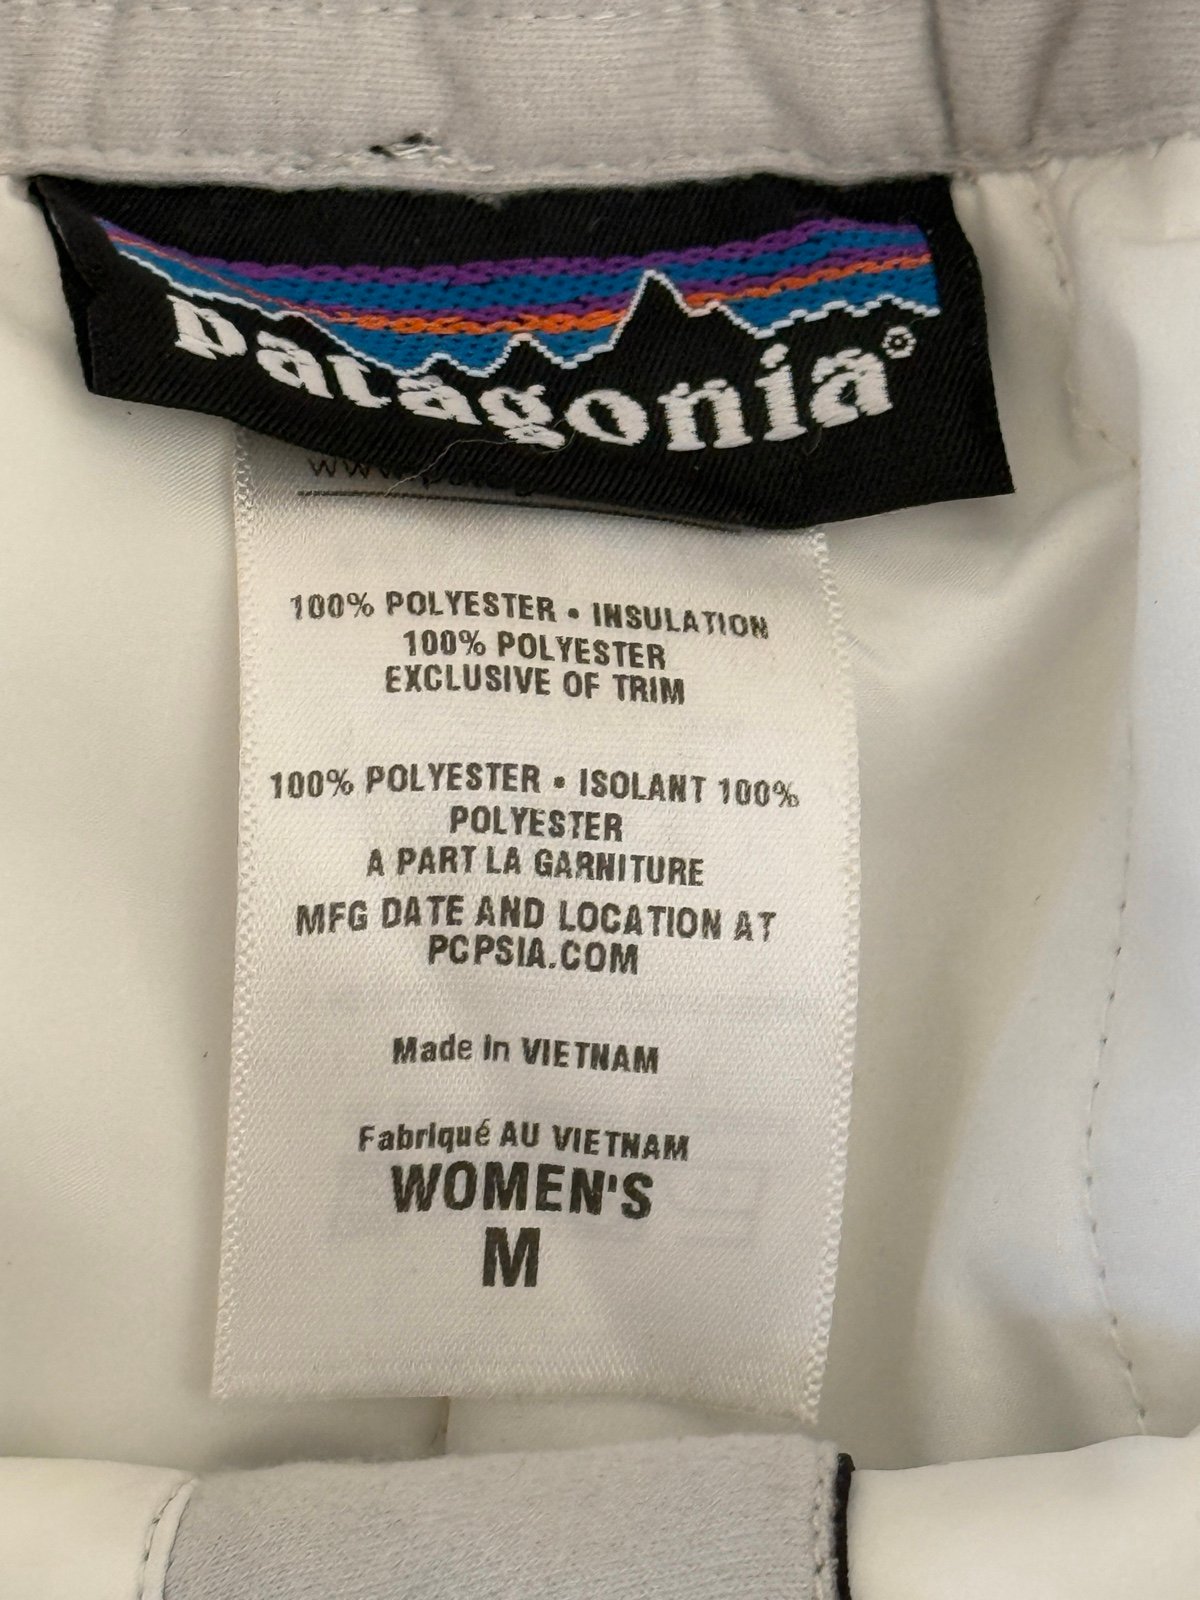 patagonia®
100% POLYESTER • INSULATION
100% POLYESTER
EXCLUSIVE OF TRIM
100% POLYESTER • ISOLANT 100%
POLYESTER
A PART LA GARNITURE
MFG DATE AND LOCATION AT
PCPSIA.COM
Made In VIETNAM
Fabriqué AU VIETNAM
WOMEN'S
M